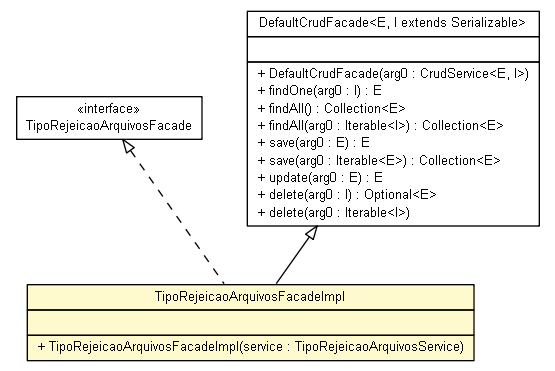 DefaultCrudFacade<E, I extends Serializable>
+ DefaultCrudFacade(arg0 : CrudService<E, I>)
+ findOne(arg0 : I) : E
+ findAll() : Collection<E>
+ findAll(arg0 : Iterable<I>) : Collection<E>
+ save(arg0 : E) : E
+ save(arg0 : Iterable<E>) : Collection<E>
+ update(arg0 : E) : E
+ delete(arg0 : I) : Optional<E>
+ delete(arg0 : Iterable<I>)
«interface»
TipoRejeicaoArquivosFacade
TipoRejeicaoArquivosFacadeImpl
+ TipoRejeicaoArquivosFacadeImpl(service : TipoRejeicaoArquivosService)